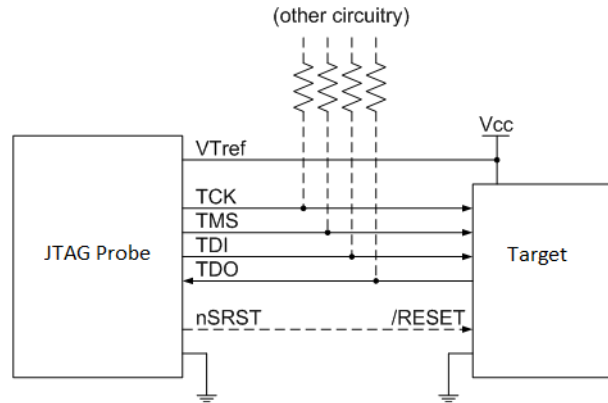 (other circuitry)
Vcc
VTref
TCK
TMS
JTAG Probe
TDI
Target
TDO
nSRST /RESET